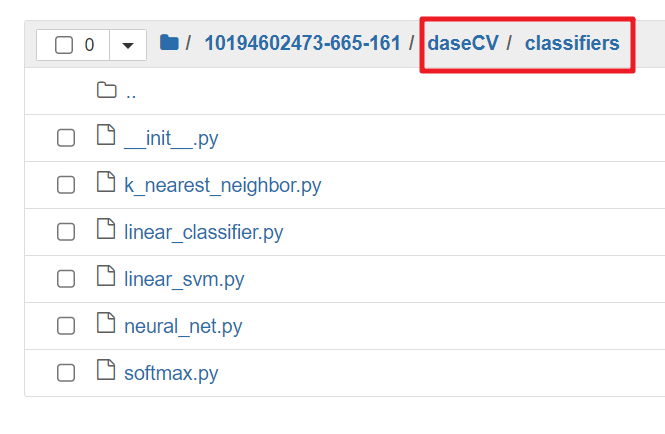 0 / 10194602473-665-161 / daseCV / classifiers
..
__init__.py
k_nearest_neighbor.py
linear_classifier.py
linear_svm.py
neural_net.py
softmax.py